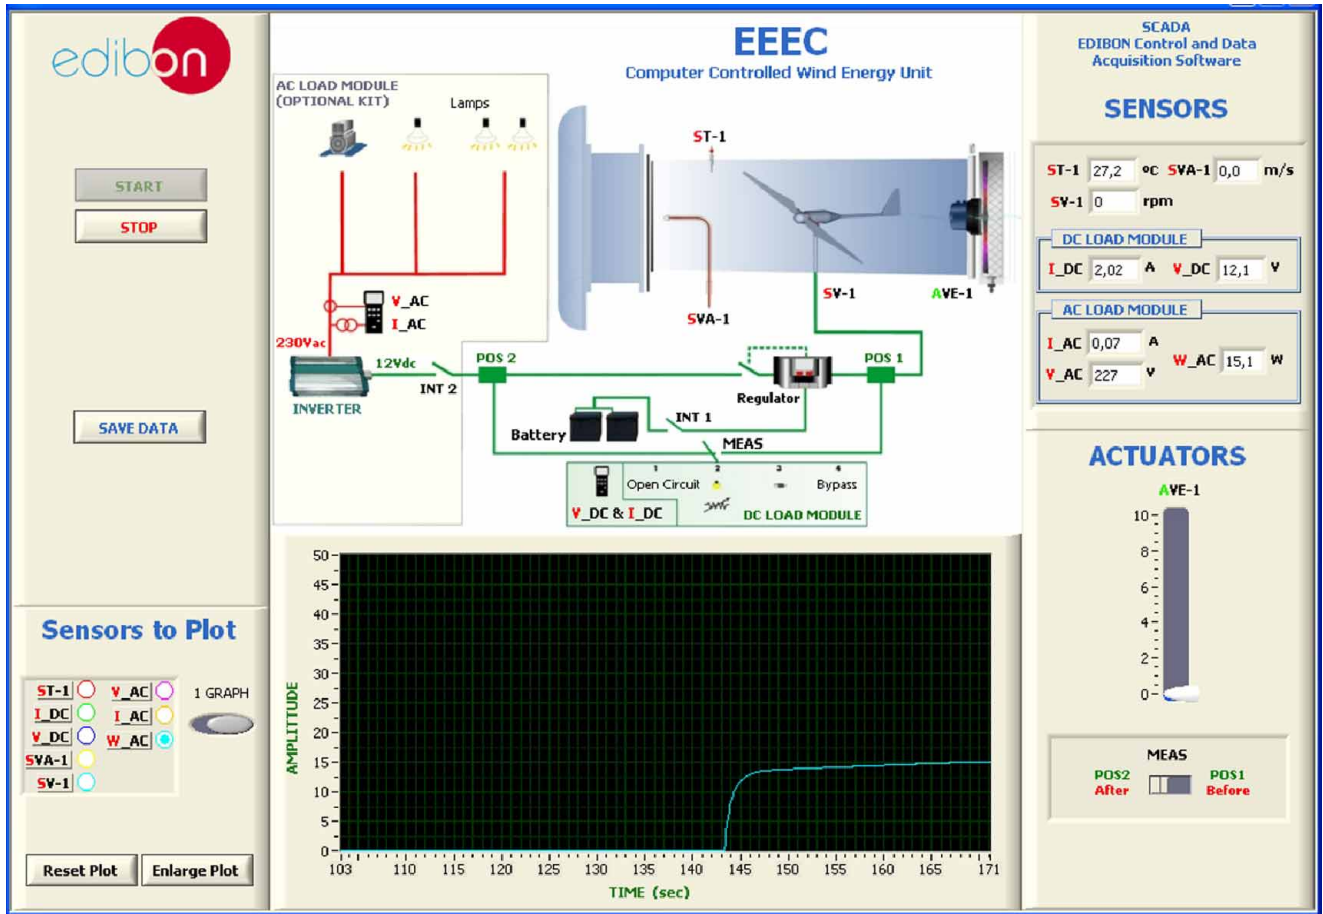 edibon
START
STOP
SAVE DATA
Sensors to Plot
ST-1
V_AC
1 GRAPH
I_DC
I_AC
V_DC
W_AC
SVA-1
SV-1
Reset Plot
Enlarge Plot
EEEC
Computer Controlled Wind Energy Unit
AC LOAD MODULE
(OPTIONAL KIT)
Lamps
ST-1
SVA-1
SV-1
AVE-1
V_AC
I_AC
230Vac
12Vdc
INVERTER
INT 2
POS 2
POS 1
Regulator
INT 1
Battery
MEAS
1 2 3 4
Open Circuit
Bypass
V_DC & I_DC
DC LOAD MODULE
AMPLITTUDE
50
45
40
35
30
25
20
15
10
5
0
103 110 115 120 125 130 135 140 145 150 155 160 165 171
TIME (sec)
SCADA
EDIBON Control and Data
Acquisition Software
SENSORS
ST-1 27,2 ºC SVA-1 0,0 m/s
SV-1 0 rpm
DC LOAD MODULE
I_DC 2,02 A V_DC 12,1 V
AC LOAD MODULE
I_AC 0,07 A
W_AC 15,1 W
V_AC 227 V
ACTUATORS
AVE-1
10
8
6
4
2
0
MEAS
POS2 POS1
After Before